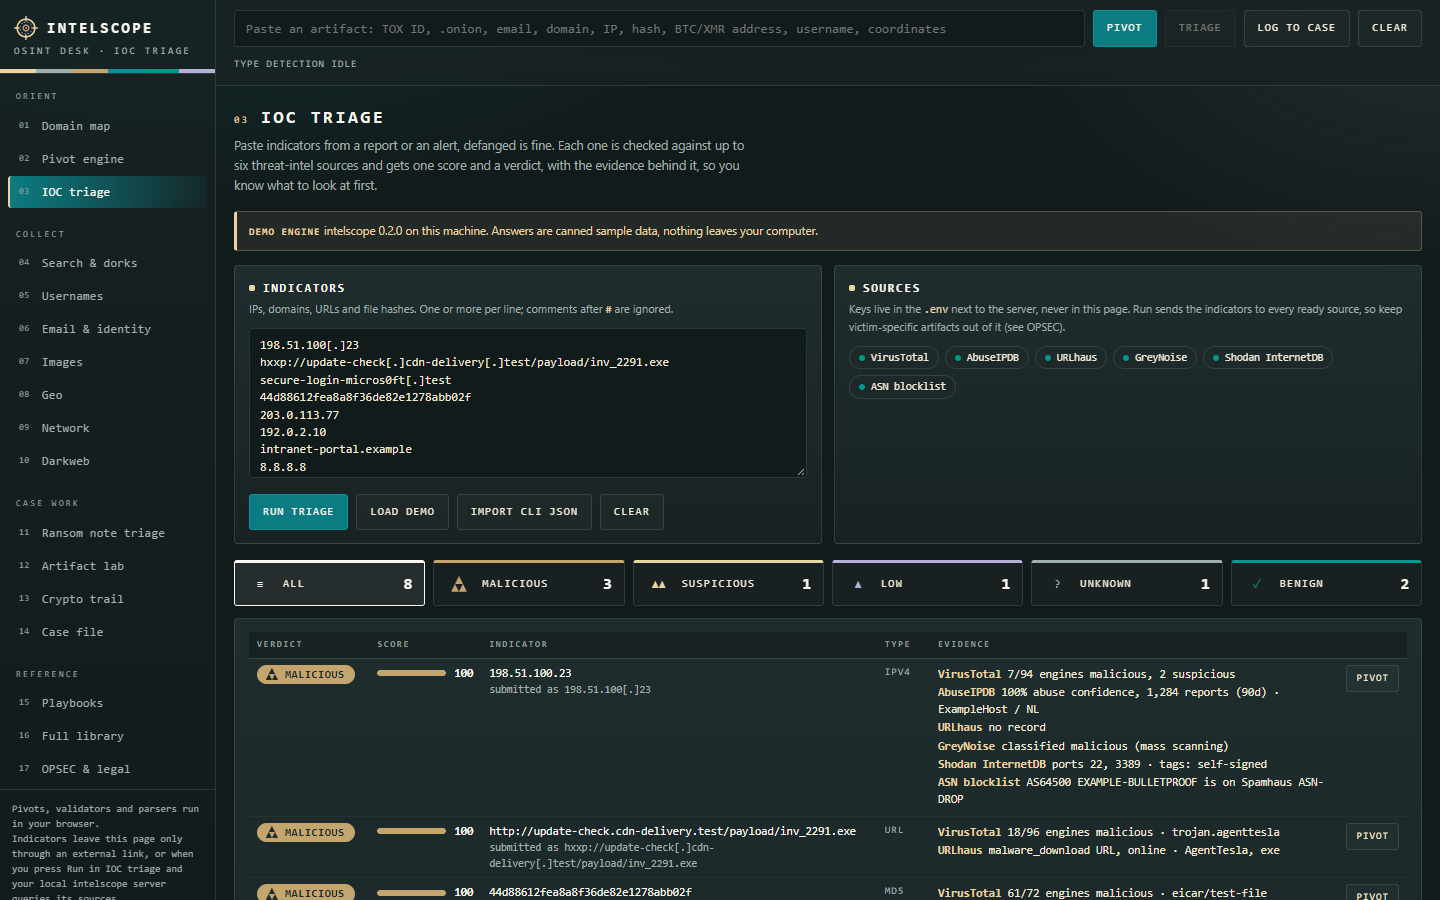 INTELSCOPE
OSINT DESK · IOC TRIAGE
ORIENT
01 Domain map
02 Pivot engine
03 IOC triage
COLLECT
04 Search & dorks
05 Usernames
06 Email & identity
07 Images
08 Geo
09 Network
10 Darkweb
CASE WORK
11 Ransom note triage
12 Artifact lab
13 Crypto trail
14 Case file
REFERENCE
15 Playbooks
16 Full library
17 OPSEC & legal
Pivots, validators and parsers run
in your browser.
Indicators leave this page only
through an external link, or when
you press Run in IOC triage and
your local intelscope server
queries its sources.
Paste an artifact: TOX ID, .onion, email, domain, IP, hash, BTC/XMR address, username, coordinates
PIVOT
TRIAGE
LOG TO CASE
CLEAR
TYPE DETECTION IDLE
03 IOC TRIAGE
Paste indicators from a report or an alert, defanged is fine. Each one is checked against up to
six threat-intel sources and gets one score and a verdict, with the evidence behind it, so you
know what to look at first.
DEMO ENGINE intelscope 0.2.0 on this machine. Answers are canned sample data, nothing leaves your computer.
INDICATORS
IPs, domains, URLs and file hashes. One or more per line; comments after # are ignored.
198.51.100[.]23
hxxp://update-check[.]cdn-delivery[.]test/payload/inv_2291.exe
secure-login-micros0ft[.]test
44d88612fea8a8f36de82e1278abb02f
203.0.113.77
192.0.2.10
intranet-portal.example
8.8.8.8
RUN TRIAGE
LOAD DEMO
IMPORT CLI JSON
CLEAR
SOURCES
Keys live in the .env next to the server, never in this page. Run sends the indicators to every ready source, so keep
victim-specific artifacts out of it (see OPSEC).
VirusTotal
AbuseIPDB
URLhaus
GreyNoise
Shodan InternetDB
ASN blocklist
≡ ALL 8
MALICIOUS 3
▲▲ SUSPICIOUS 1
▲ LOW 1
? UNKNOWN 1
✓ BENIGN 2
VERDICT SCORE INDICATOR TYPE EVIDENCE
MALICIOUS 100 198.51.100.23 IPV4
submitted as 198.51.100[.]23
VirusTotal 7/94 engines malicious, 2 suspicious
AbuseIPDB 100% abuse confidence, 1,284 reports (90d) ·
ExampleHost / NL
URLhaus no record
GreyNoise classified malicious (mass scanning)
Shodan InternetDB ports 22, 3389 · tags: self-signed
ASN blocklist AS64500 EXAMPLE-BULLETPROOF is on Spamhaus ASN-
DROP
PIVOT
MALICIOUS 100 http://update-check.cdn-delivery.test/payload/inv_2291.exe URL
submitted as hxxp://update-check[.]cdn-
delivery[.]test/payload/inv_2291.exe
VirusTotal 18/96 engines malicious · trojan.agenttesla
URLhaus malware_download URL, online · AgentTesla, exe
PIVOT
MALICIOUS 100 44d88612fea8a8f36de82e1278abb02f MD5
VirusTotal 61/72 engines malicious · eicar/test-file
PIVOT